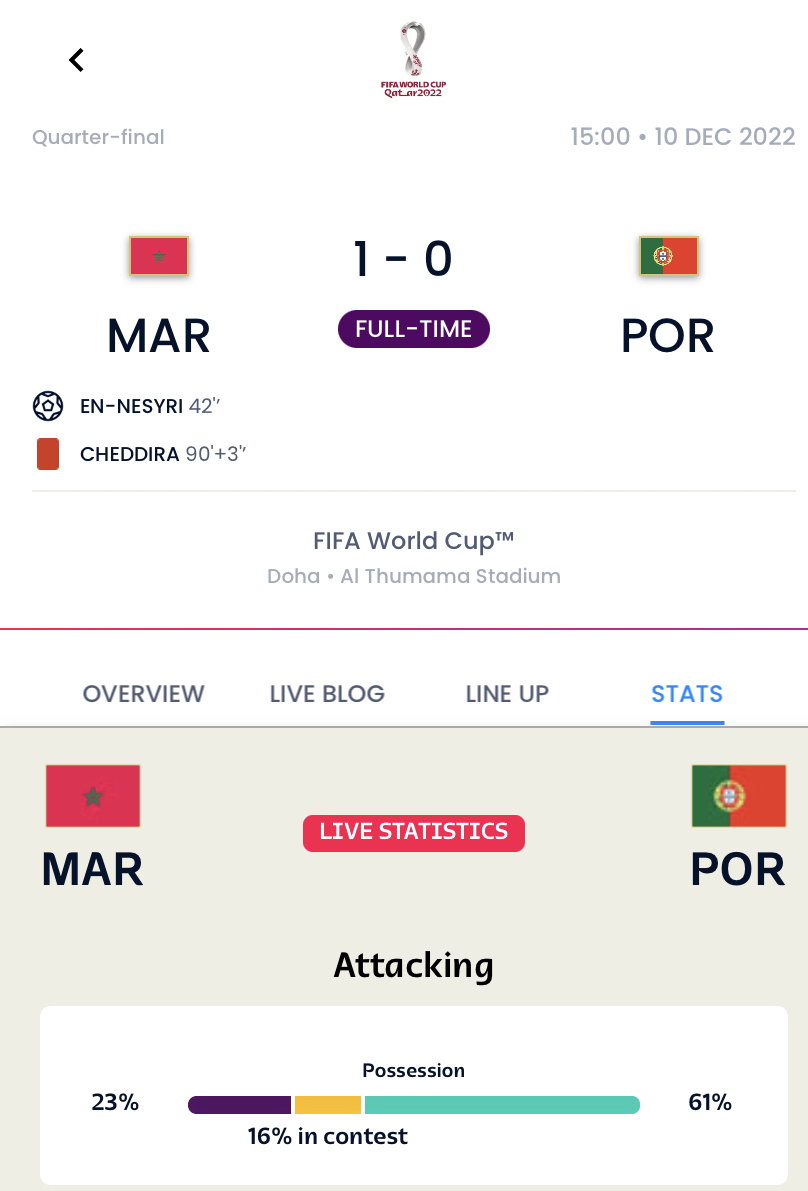 FIFA WORLD CUP
Qatar2022
Quarter-final
15:00 • 10 DEC 2022
1 - 0
MAR
FULL-TIME
POR
EN-NESYRI 42'’
CHEDDIRA 90'+3'’
FIFA World Cup™
Doha • Al Thumama Stadium
OVERVIEW
LIVE BLOG
LINE UP
STATS
LIVE STATISTICS
MAR
POR
Attacking
Possession
23%
61%
16% in contest